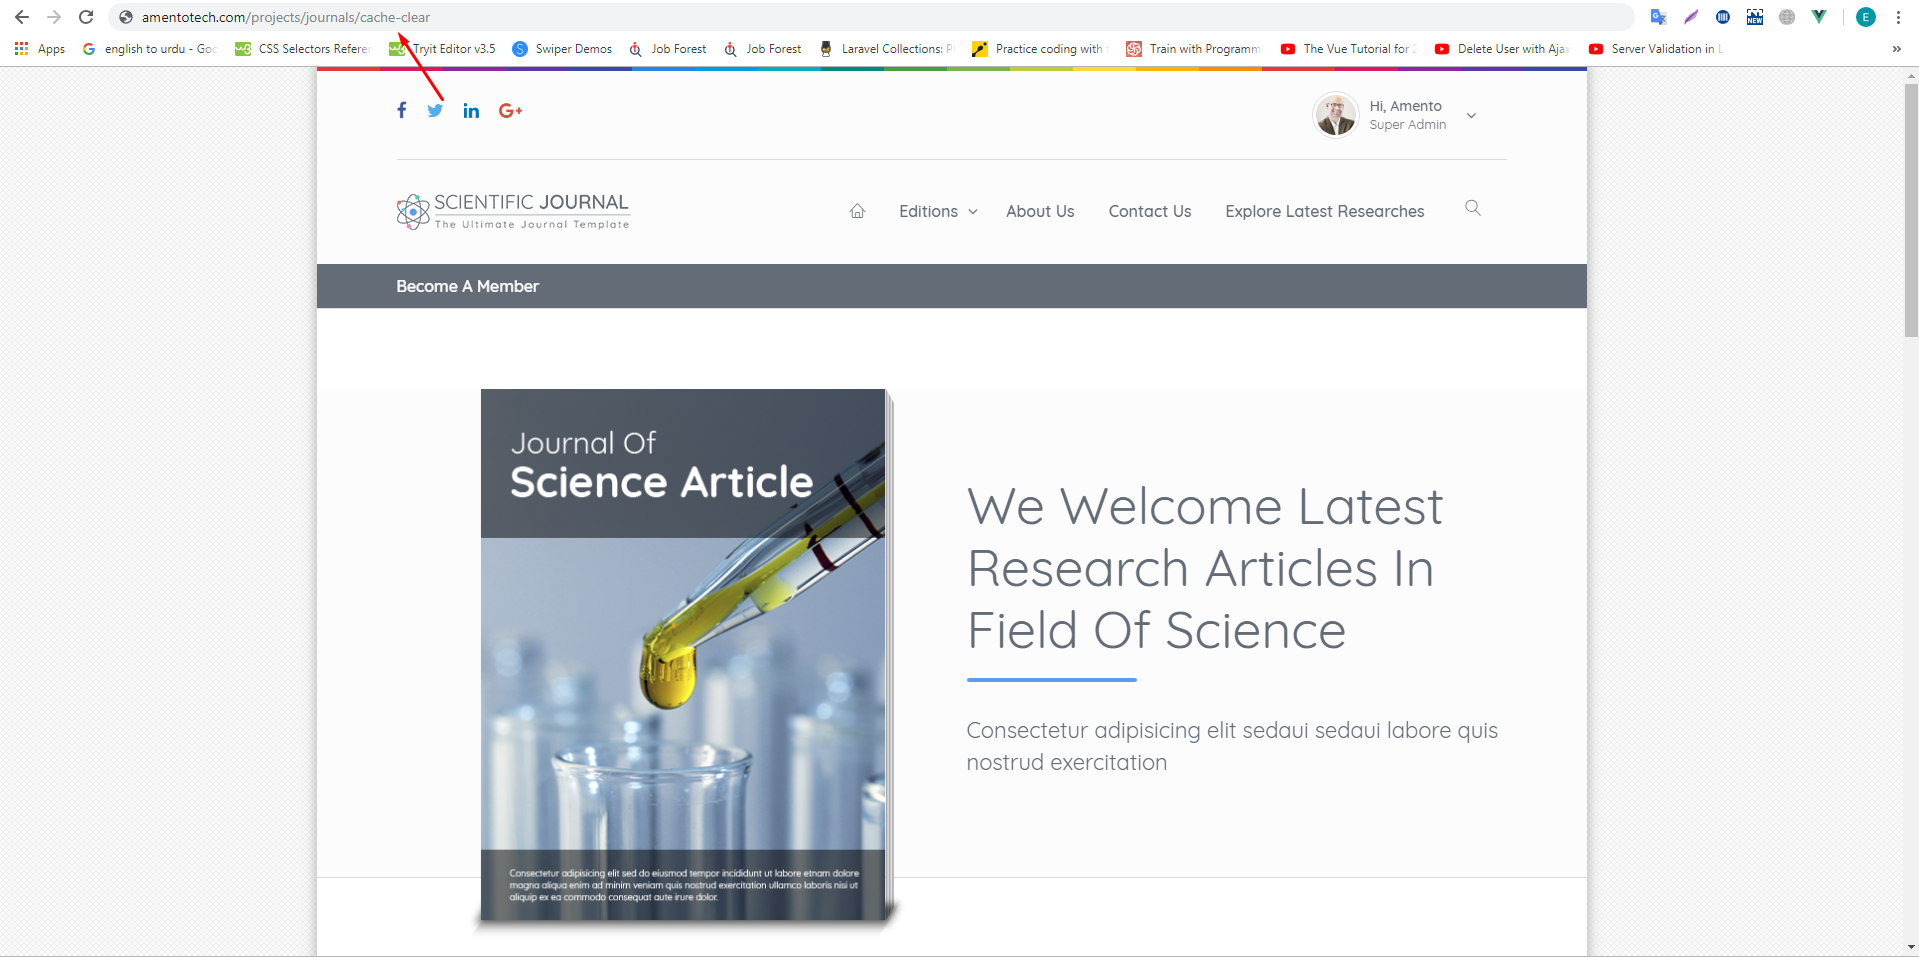 amentotech.com/projects/journals/cache-clear
E
Apps
english to urdu - Goo
CSS Selectors Referen
Tryit Editor v3.5
Swiper Demos
Job Forest
Job Forest
Laravel Collections: P
Practice coding with
Train with Programm
The Vue Tutorial for 2
Delete User with Ajax
Server Validation in L
»
Hi, Amento
Super Admin
SCIENTIFIC JOURNAL
The Ultimate Journal Template
Editions
About Us
Contact Us
Explore Latest Researches
Become A Member
Journal Of
Science Article
We Welcome Latest
Research Articles In
Field Of Science
Consectetur adipisicing elit sedaui sedaui labore quis
nostrud exercitation
Consectetur adipisicing elit sed do eiusmod tempor incididunt ut labore etnam dolore
magna aliqua enim ad minim veniam quis nostrud exercitation ullamco laboris nisi ut
aliquip ex ea commodo consequat aute irure dolor.